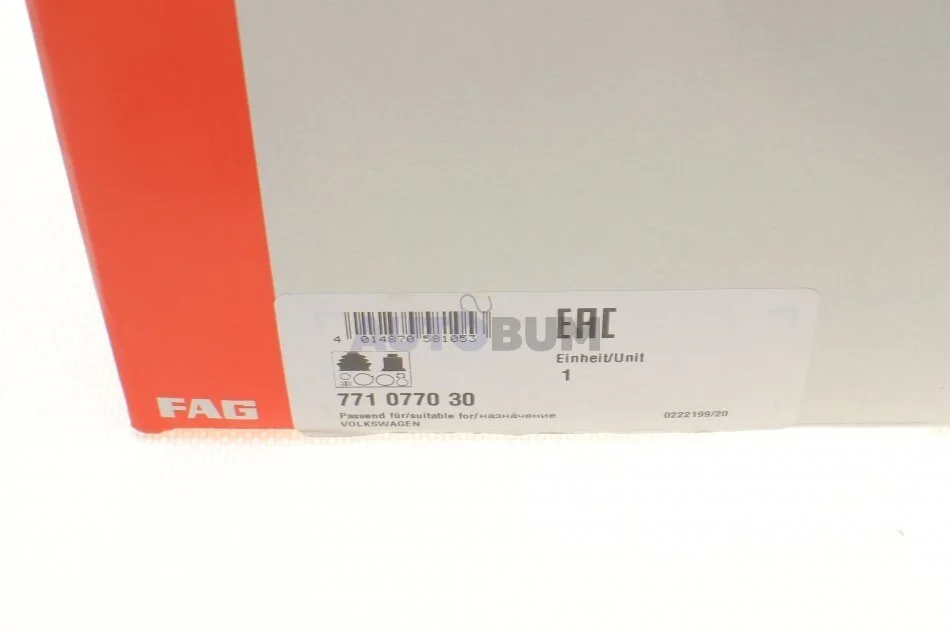 EAC
4 014870 581053
AUTOBUM
Einheit/Unit
1
771 0770 30
FAG
Passend für/suitable for/назначение
0222199/20
VOLKSWAGEN